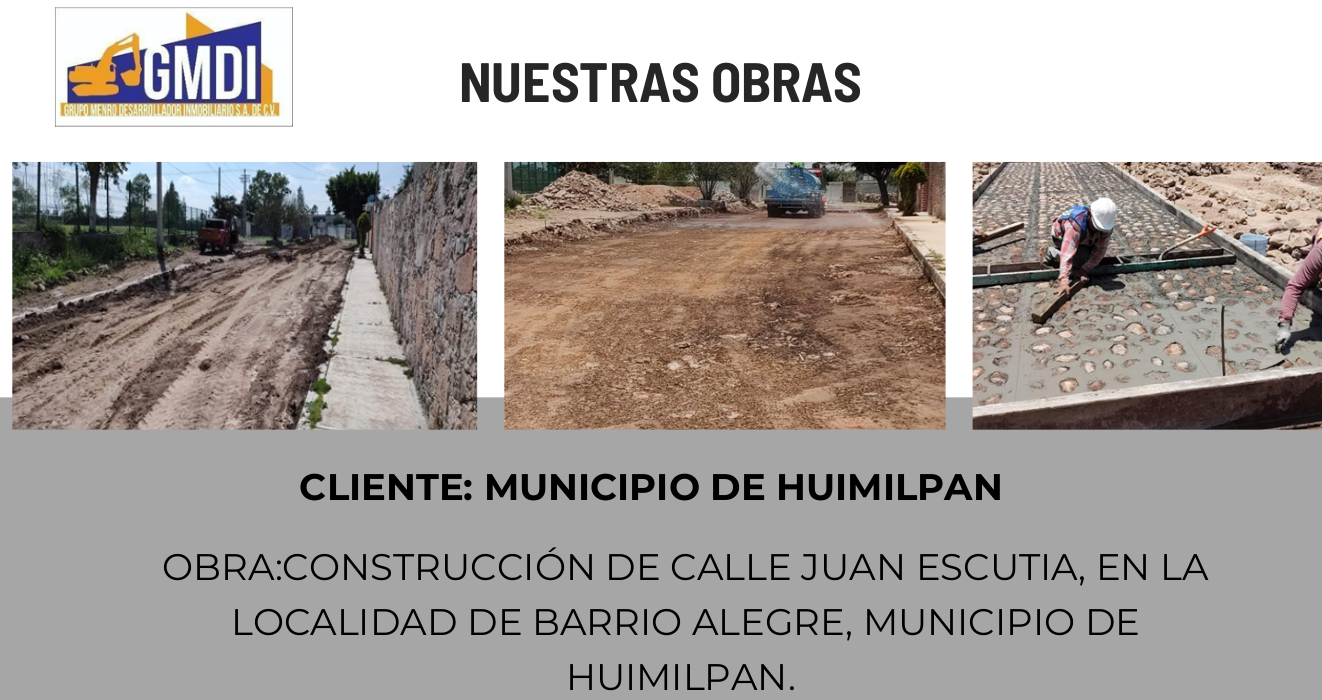 GMDI
GRUPO MENRO DESARROLLADOR INMOBILIARIO S.A. DE C.V.
NUESTRAS OBRAS
CLIENTE: MUNICIPIO DE HUIMILPAN
OBRA:CONSTRUCCIÓN DE CALLE JUAN ESCUTIA, EN LA
LOCALIDAD DE BARRIO ALEGRE, MUNICIPIO DE
HUIMILPAN.